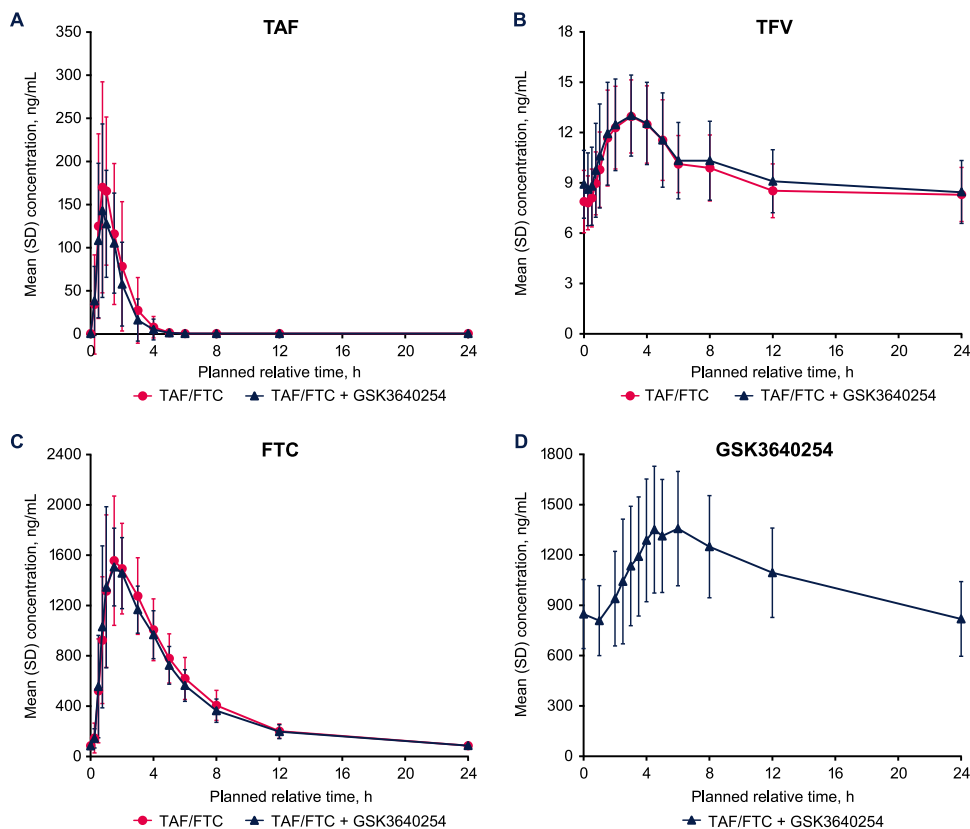 A
TAF
Mean (SD) concentration, ng/mL
350
300
250
200
150
100
50
0
0 4 8 12 16 20 24
Planned relative time, h
TAF/FTC TAF/FTC + GSK3640254
B
TFV
Mean (SD) concentration, ng/mL
18
15
12
9
6
3
0
0 4 8 12 16 20 24
Planned relative time, h
TAF/FTC TAF/FTC + GSK3640254
C
FTC
Mean (SD) concentration, ng/mL
2400
2000
1600
1200
800
400
0
0 4 8 12 16 20 24
Planned relative time, h
TAF/FTC TAF/FTC + GSK3640254
D
GSK3640254
Mean (SD) concentration, ng/mL
1800
1500
1200
900
600
300
0
0 4 8 12 16 20 24
Planned relative time, h
TAF/FTC + GSK3640254